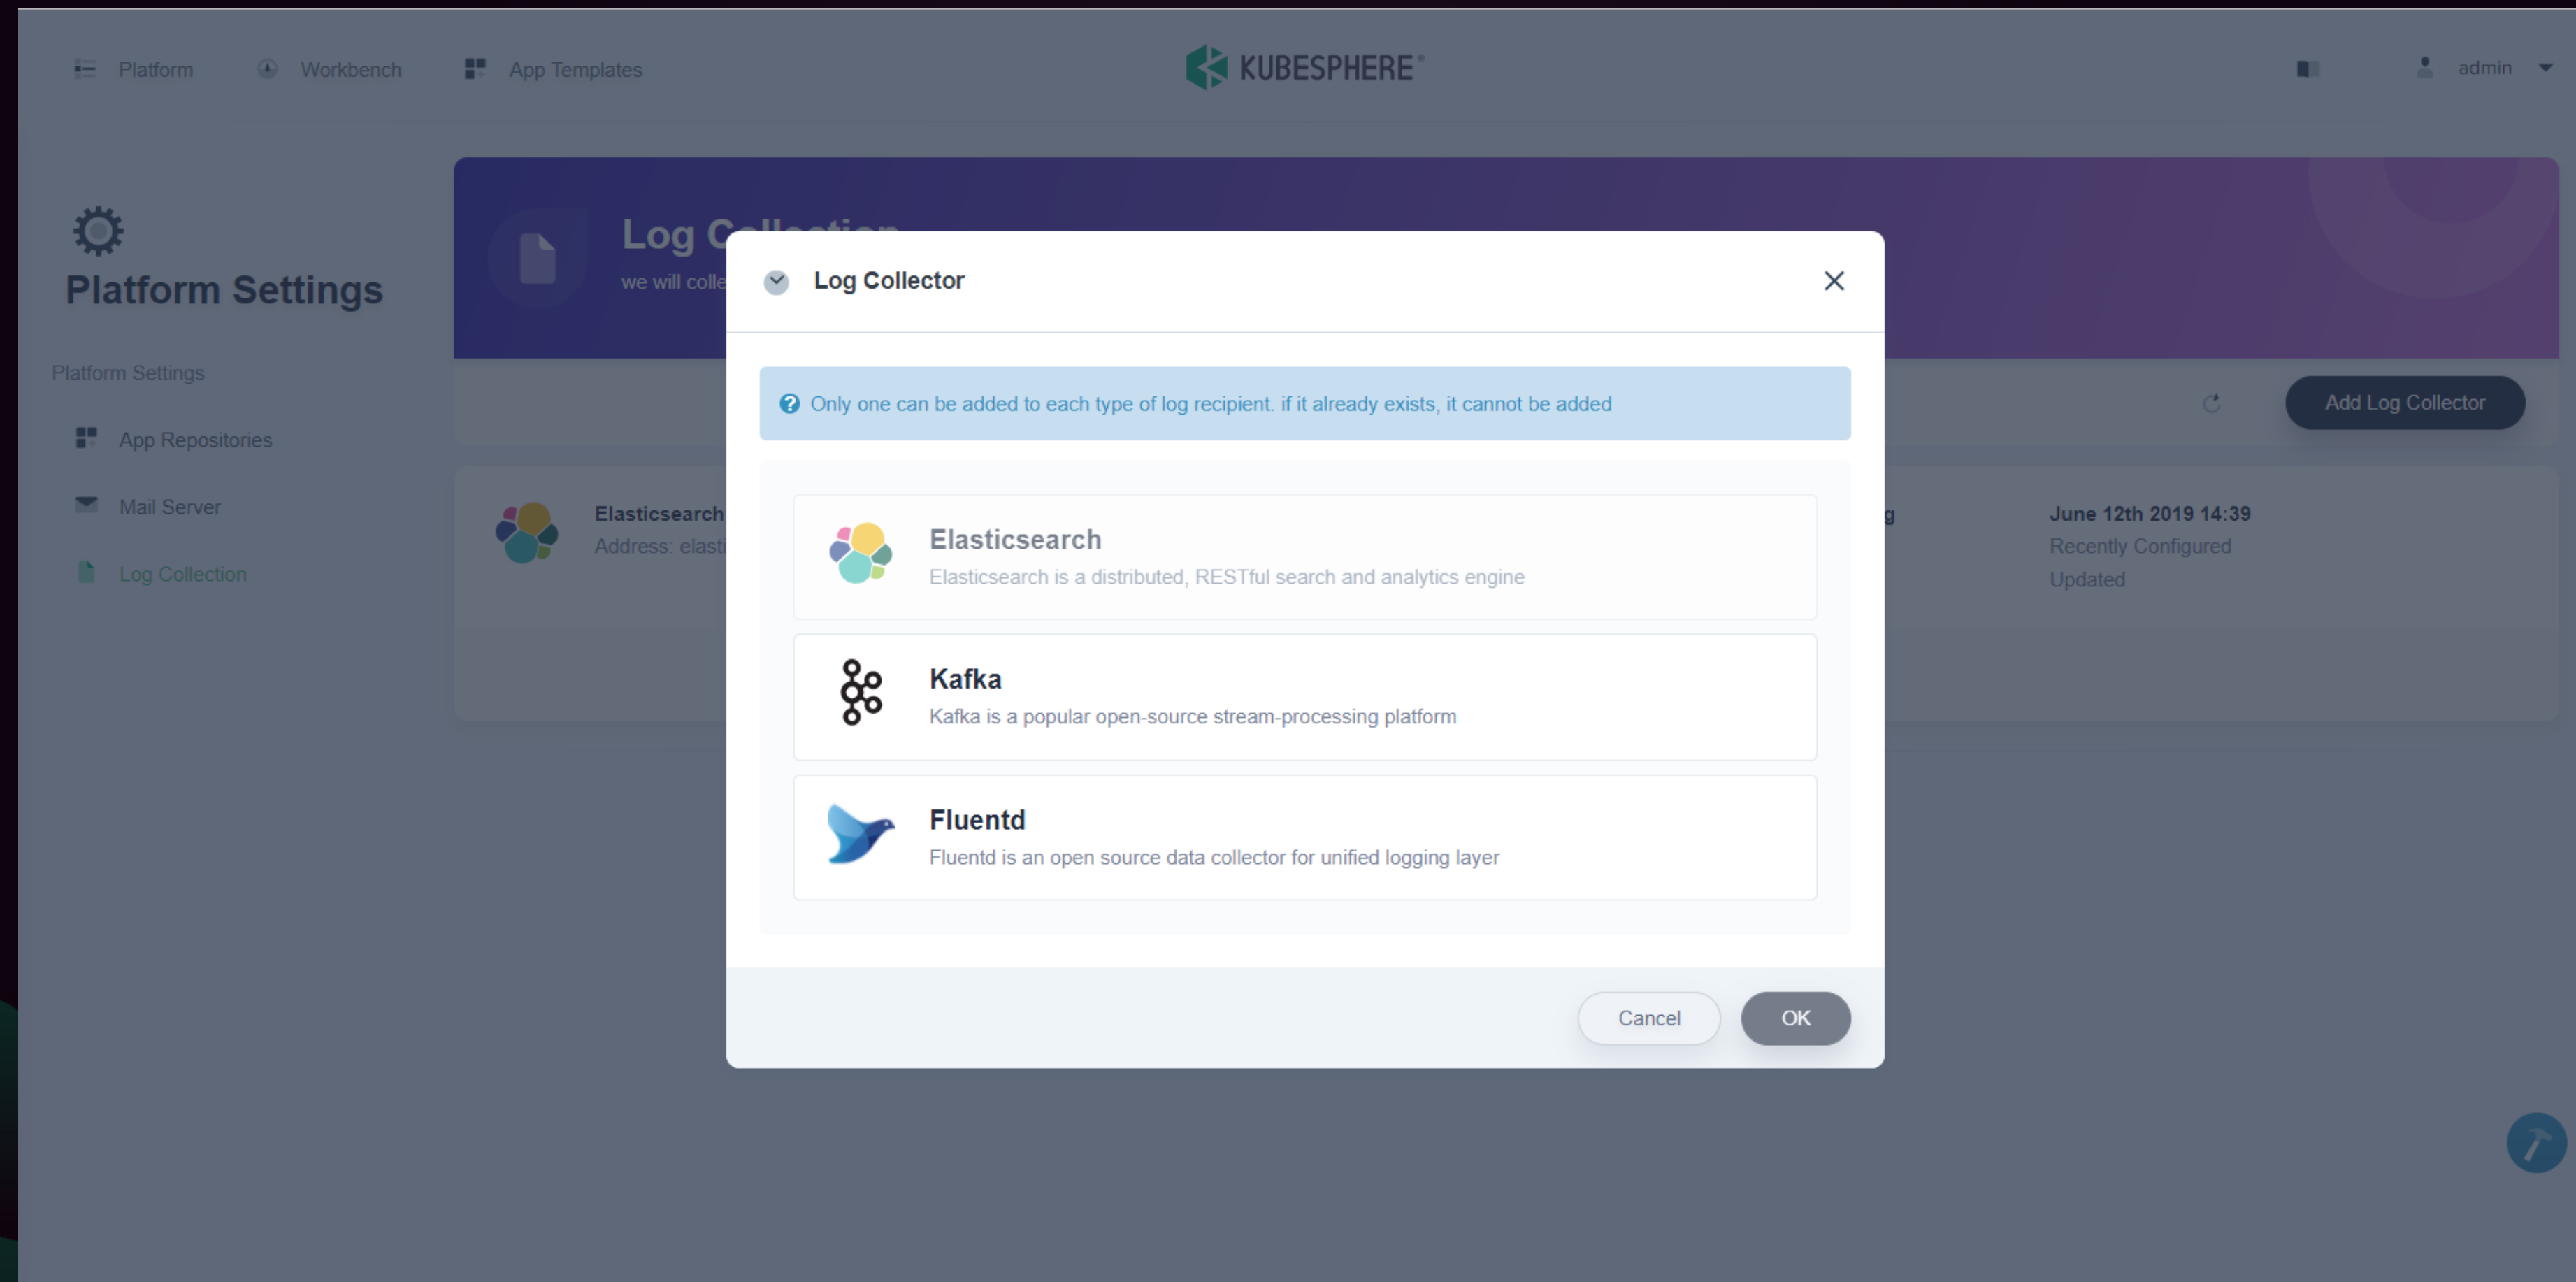 Platform
Workbench
App Templates
KUBESPHERE®
admin
Platform Settings
Platform Settings
App Repositories
Mail Server
Log Collection
Log Collection
we will colle
Add Log Collector
Elasticsearch
Address: elasti
g
June 12th 2019 14:39
Recently Configured
Updated
Log Collector
Only one can be added to each type of log recipient. if it already exists, it cannot be added
Elasticsearch
Elasticsearch is a distributed, RESTful search and analytics engine
Kafka
Kafka is a popular open-source stream-processing platform
Fluentd
Fluentd is an open source data collector for unified logging layer
Cancel
OK